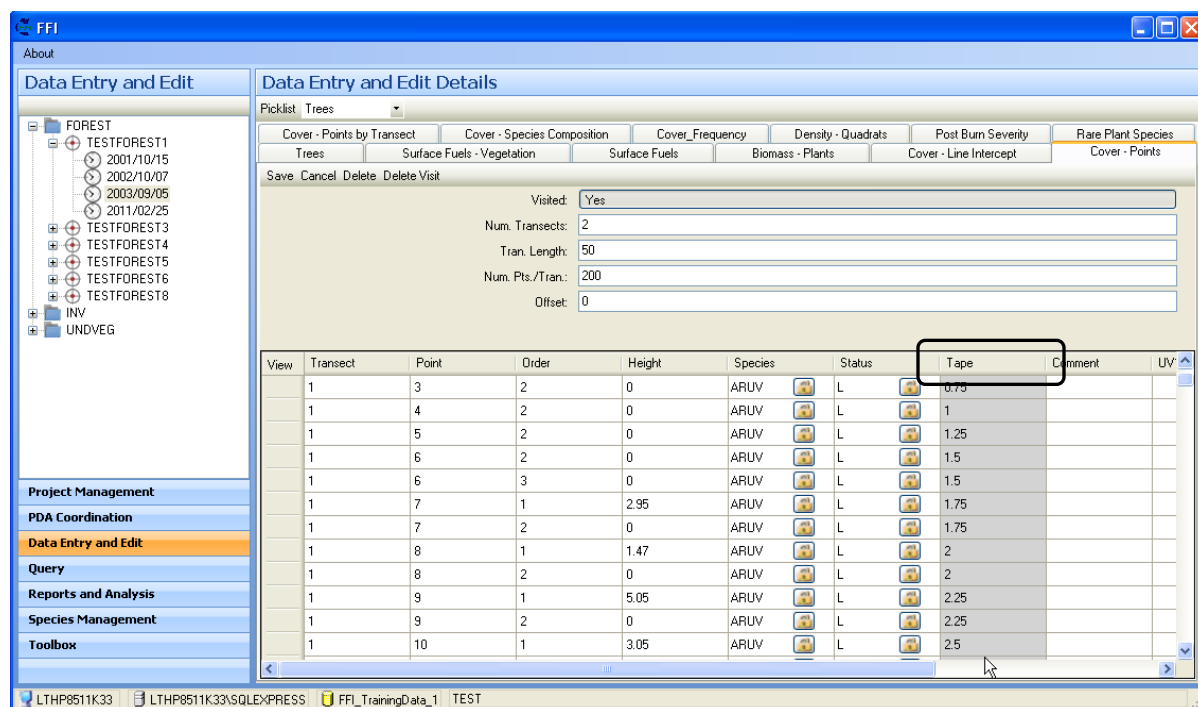 FFI
About
Data Entry and Edit
FOREST
TESTFOREST1
2001/10/15
2002/10/07
2003/09/05
2011/02/25
TESTFOREST3
TESTFOREST4
TESTFOREST5
TESTFOREST6
TESTFOREST8
INV
UNDVEG
Project Management
PDA Coordination
Data Entry and Edit
Query
Reports and Analysis
Species Management
Toolbox
Data Entry and Edit Details
Picklist Trees
Cover - Points by Transect Cover - Species Composition Cover_Frequency Density - Quadrats Post Burn Severity Rare Plant Species
Trees Surface Fuels - Vegetation Surface Fuels Biomass - Plants Cover - Line Intercept Cover - Points
Save Cancel Delete Delete Visit
Visited: Yes
Num. Transects: 2
Tran. Length: 50
Num. Pts./Tran.: 200
Offset: 0
View Transect Point Order Height Species Status Tape Comment UV
1 3 2 0 ARUV L 0.75
1 4 2 0 ARUV L 1
1 5 2 0 ARUV L 1.25
1 6 2 0 ARUV L 1.5
1 6 3 0 ARUV L 1.5
1 7 1 2.95 ARUV L 1.75
1 7 2 0 ARUV L 1.75
1 8 1 1.47 ARUV L 2
1 8 2 0 ARUV L 2
1 9 1 5.05 ARUV L 2.25
1 9 2 0 ARUV L 2.25
1 10 1 3.05 ARUV L 2.5
LTHP8511K33 LTHP8511K33\SQLEXPRESS FFI_TrainingData_1 TEST